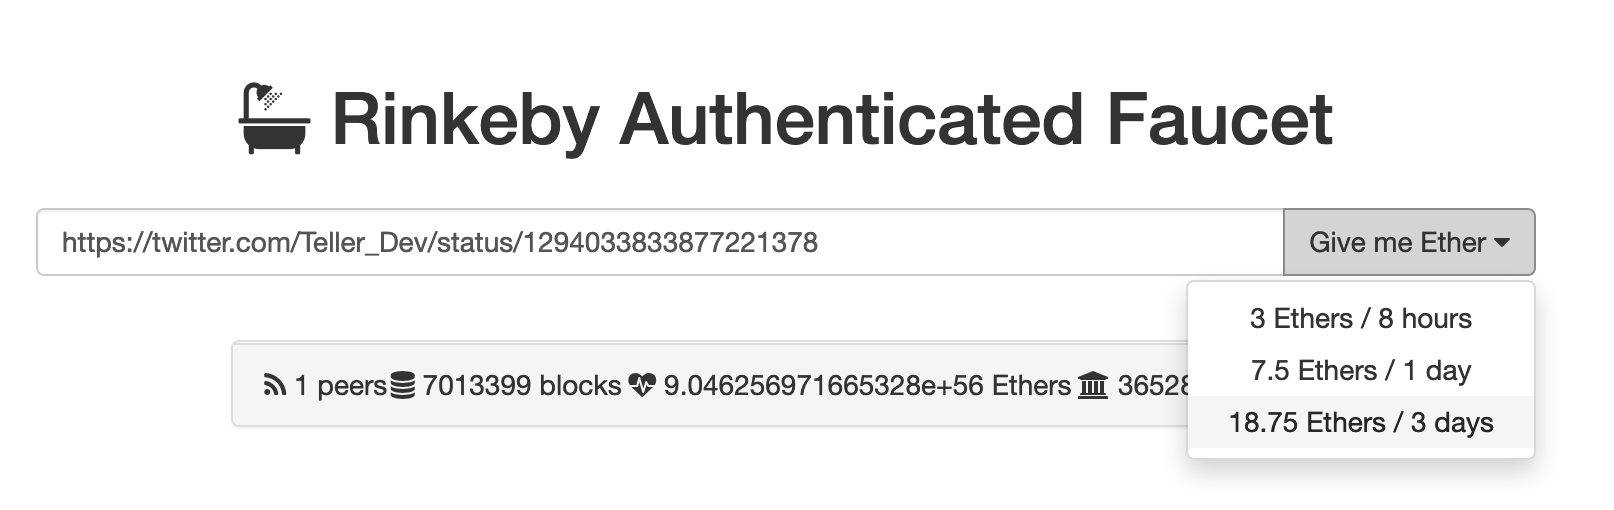 Rinkeby Authenticated Faucet
https://twitter.com/Teller_Dev/status/1294033833877221378
Give me Ether
3 Ethers / 8 hours
7.5 Ethers / 1 day
18.75 Ethers / 3 days
1 peers 7013399 blocks 9.046256971665328e+56 Ethers 36528